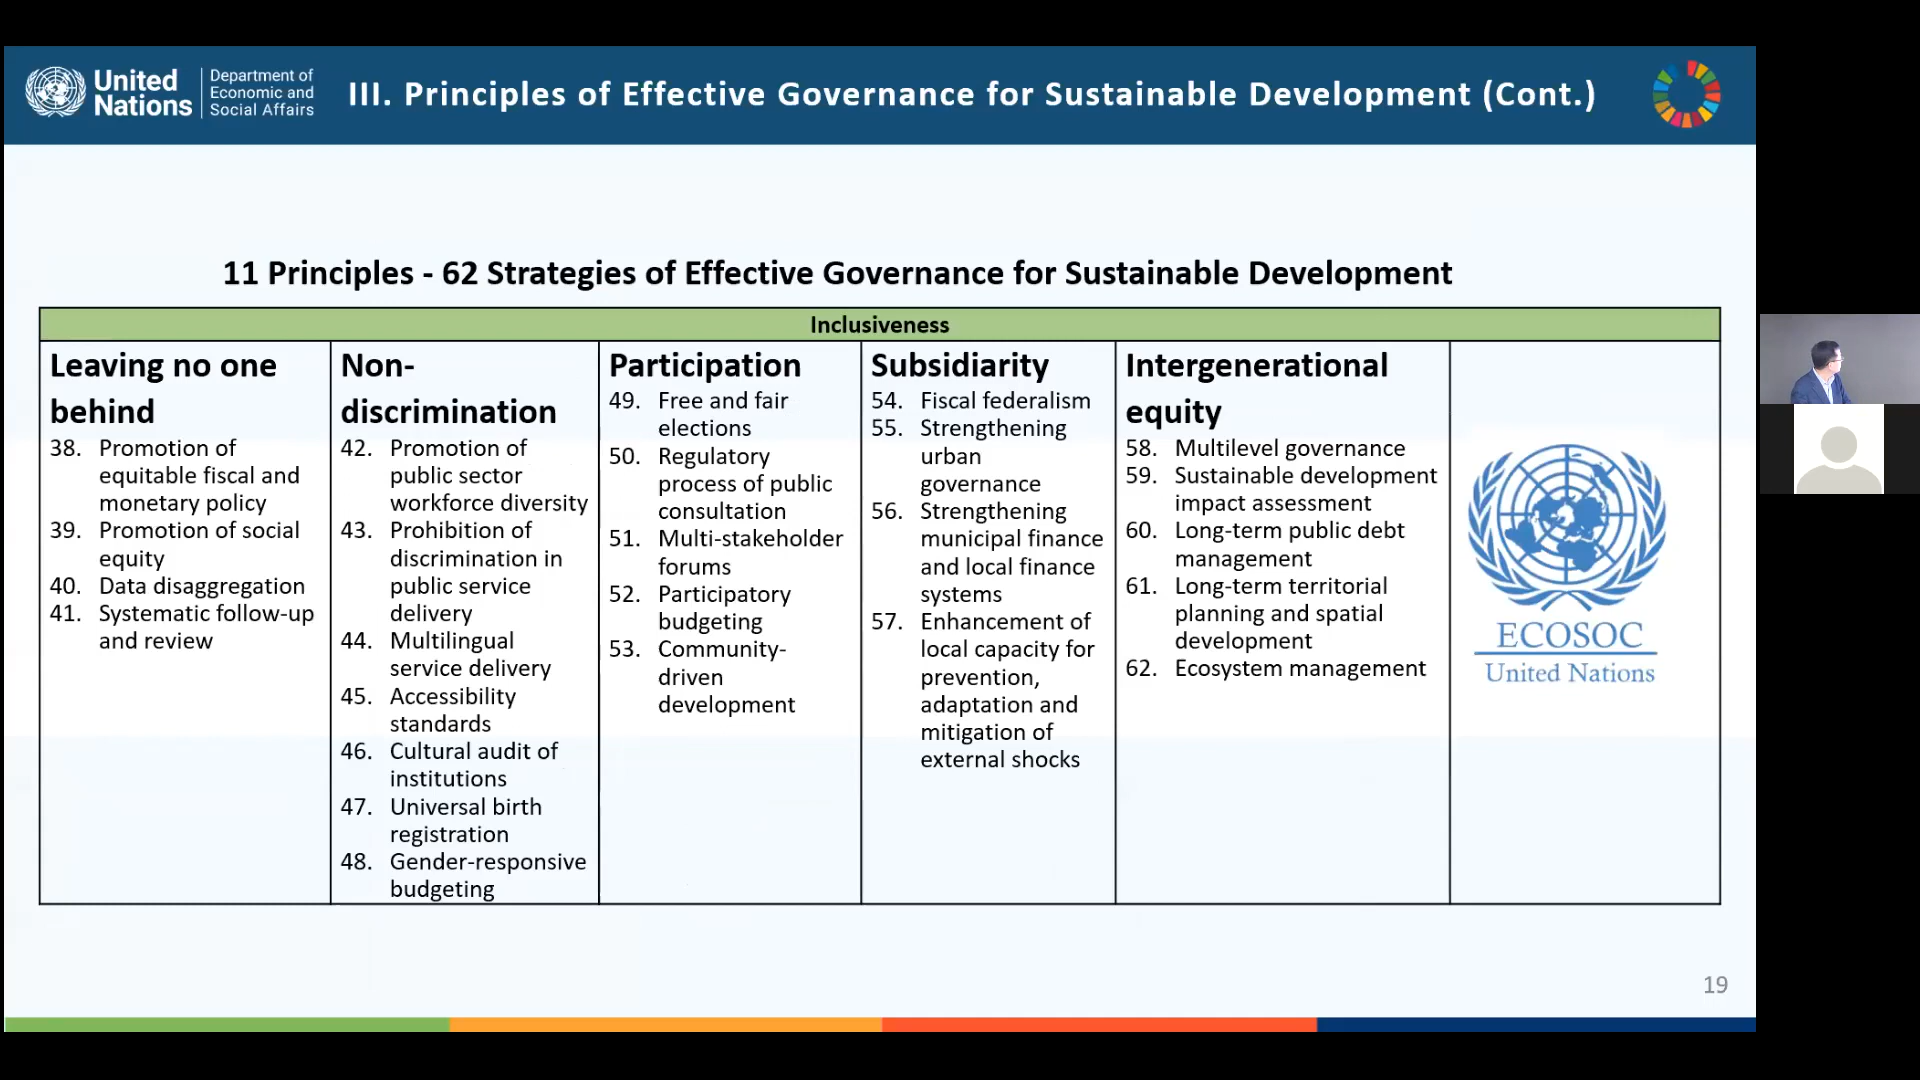 United
Nations
Department of
Economic and
Social Affairs
III. Principles of Effective Governance for Sustainable Development (Cont.)
11 Principles - 62 Strategies of Effective Governance for Sustainable Development
Inclusiveness
Leaving no one
behind
38. Promotion of
equitable fiscal and
monetary policy
39. Promotion of social
equity
40. Data disaggregation
41. Systematic follow-up
and review
Non-
discrimination
42. Promotion of
public sector
workforce diversity
43. Prohibition of
discrimination in
public service
delivery
44. Multilingual
service delivery
45. Accessibility
standards
46. Cultural audit of
institutions
47. Universal birth
registration
48. Gender-responsive
budgeting
Participation
49. Free and fair
elections
50. Regulatory
process of public
consultation
51. Multi-stakeholder
forums
52. Participatory
budgeting
53. Community-
driven
development
Subsidiarity
54. Fiscal federalism
55. Strengthening
urban
governance
56. Strengthening
municipal finance
and local finance
systems
57. Enhancement of
local capacity for
prevention,
adaptation and
mitigation of
external shocks
Intergenerational
equity
58. Multilevel governance
59. Sustainable development
impact assessment
60. Long-term public debt
management
61. Long-term territorial
planning and spatial
development
62. Ecosystem management
ECOSOC
United Nations
19